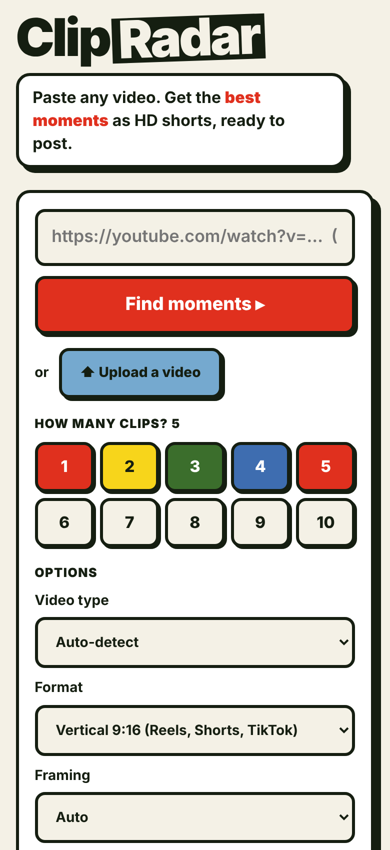 ClipRadar
Paste any video. Get the best
moments as HD shorts, ready to
post.
https://youtube.com/watch?v=... (
Find moments ▸
or
⬆ Upload a video
HOW MANY CLIPS? 5
1 2 3 4 5
6 7 8 9 10
OPTIONS
Video type
Auto-detect
Format
Vertical 9:16 (Reels, Shorts, TikTok)
Framing
Auto